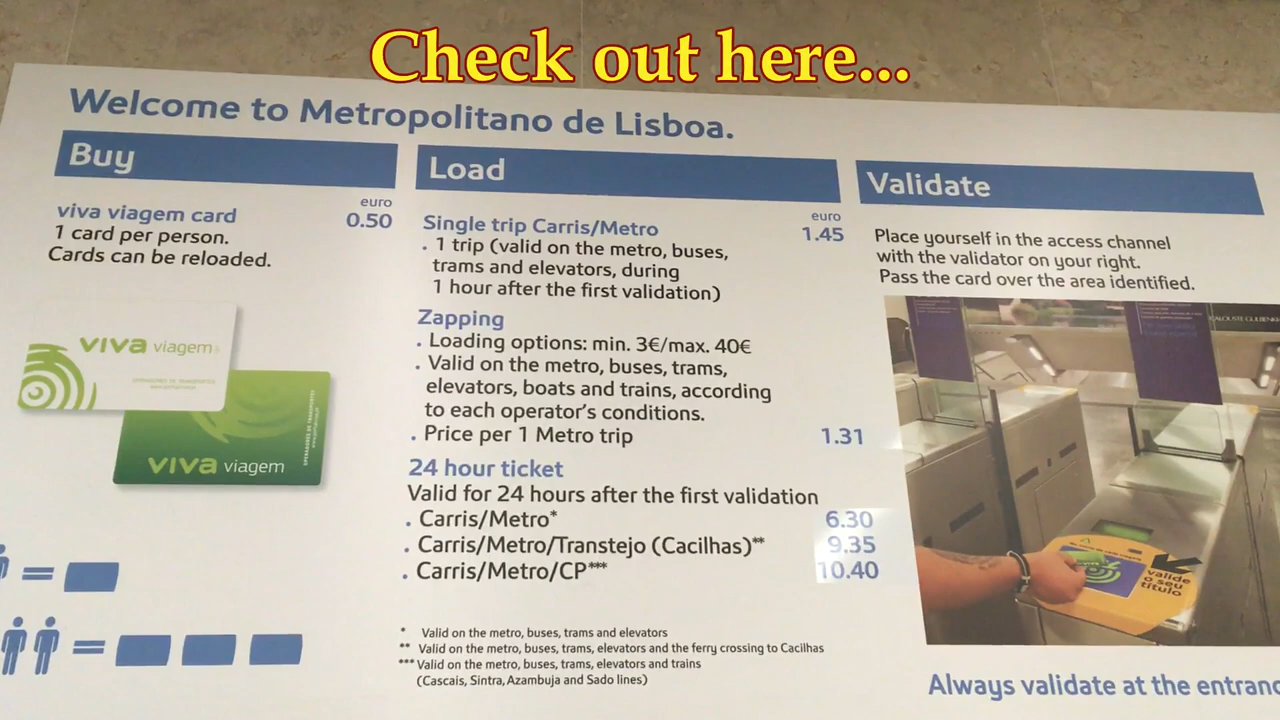 Check out here...
Welcome to Metropolitano de Lisboa.
Buy
viva viagem card
euro
0.50
1 card per person.
Cards can be reloaded.
viva viagem
viva viagem
Load
Single trip Carris/Metro
euro
1.45
. 1 trip (valid on the metro, buses,
trams and elevators, during
1 hour after the first validation)
Zapping
. Loading options: min. 3€/max. 40€
. Valid on the metro, buses, trams,
elevators, boats and trains, according
to each operator's conditions.
. Price per 1 Metro trip 1.31
24 hour ticket
Valid for 24 hours after the first validation
. Carris/Metro* 6.30
. Carris/Metro/Transtejo (Cacilhas)** 9.35
. Carris/Metro/CP*** 10.40
* Valid on the metro, buses, trams and elevators
** Valid on the metro, buses, trams, elevators and the ferry crossing to Cacilhas
*** Valid on the metro, buses, trams, elevators and trains
(Cascais, Sintra, Azambuja and Sado lines)
Validate
Place yourself in the access channel
with the validator on your right.
Pass the card over the area identified.
valide
o seu
título
Always validate at the entranc